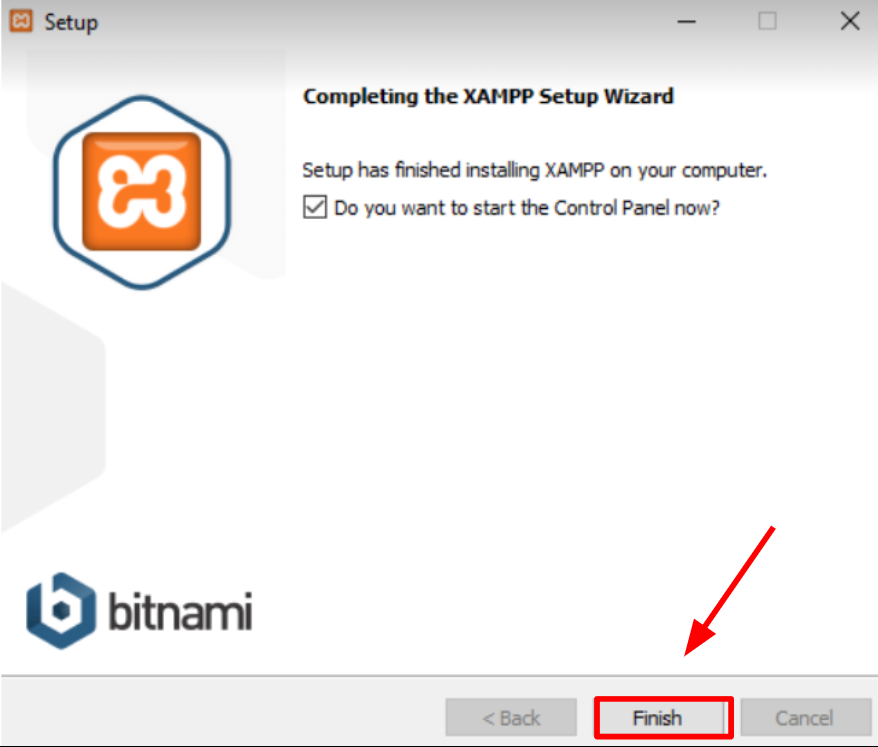 Setup
Completing the XAMPP Setup Wizard
Setup has finished installing XAMPP on your computer.
Do you want to start the Control Panel now?
bitnami
< Back
Finish
Cancel